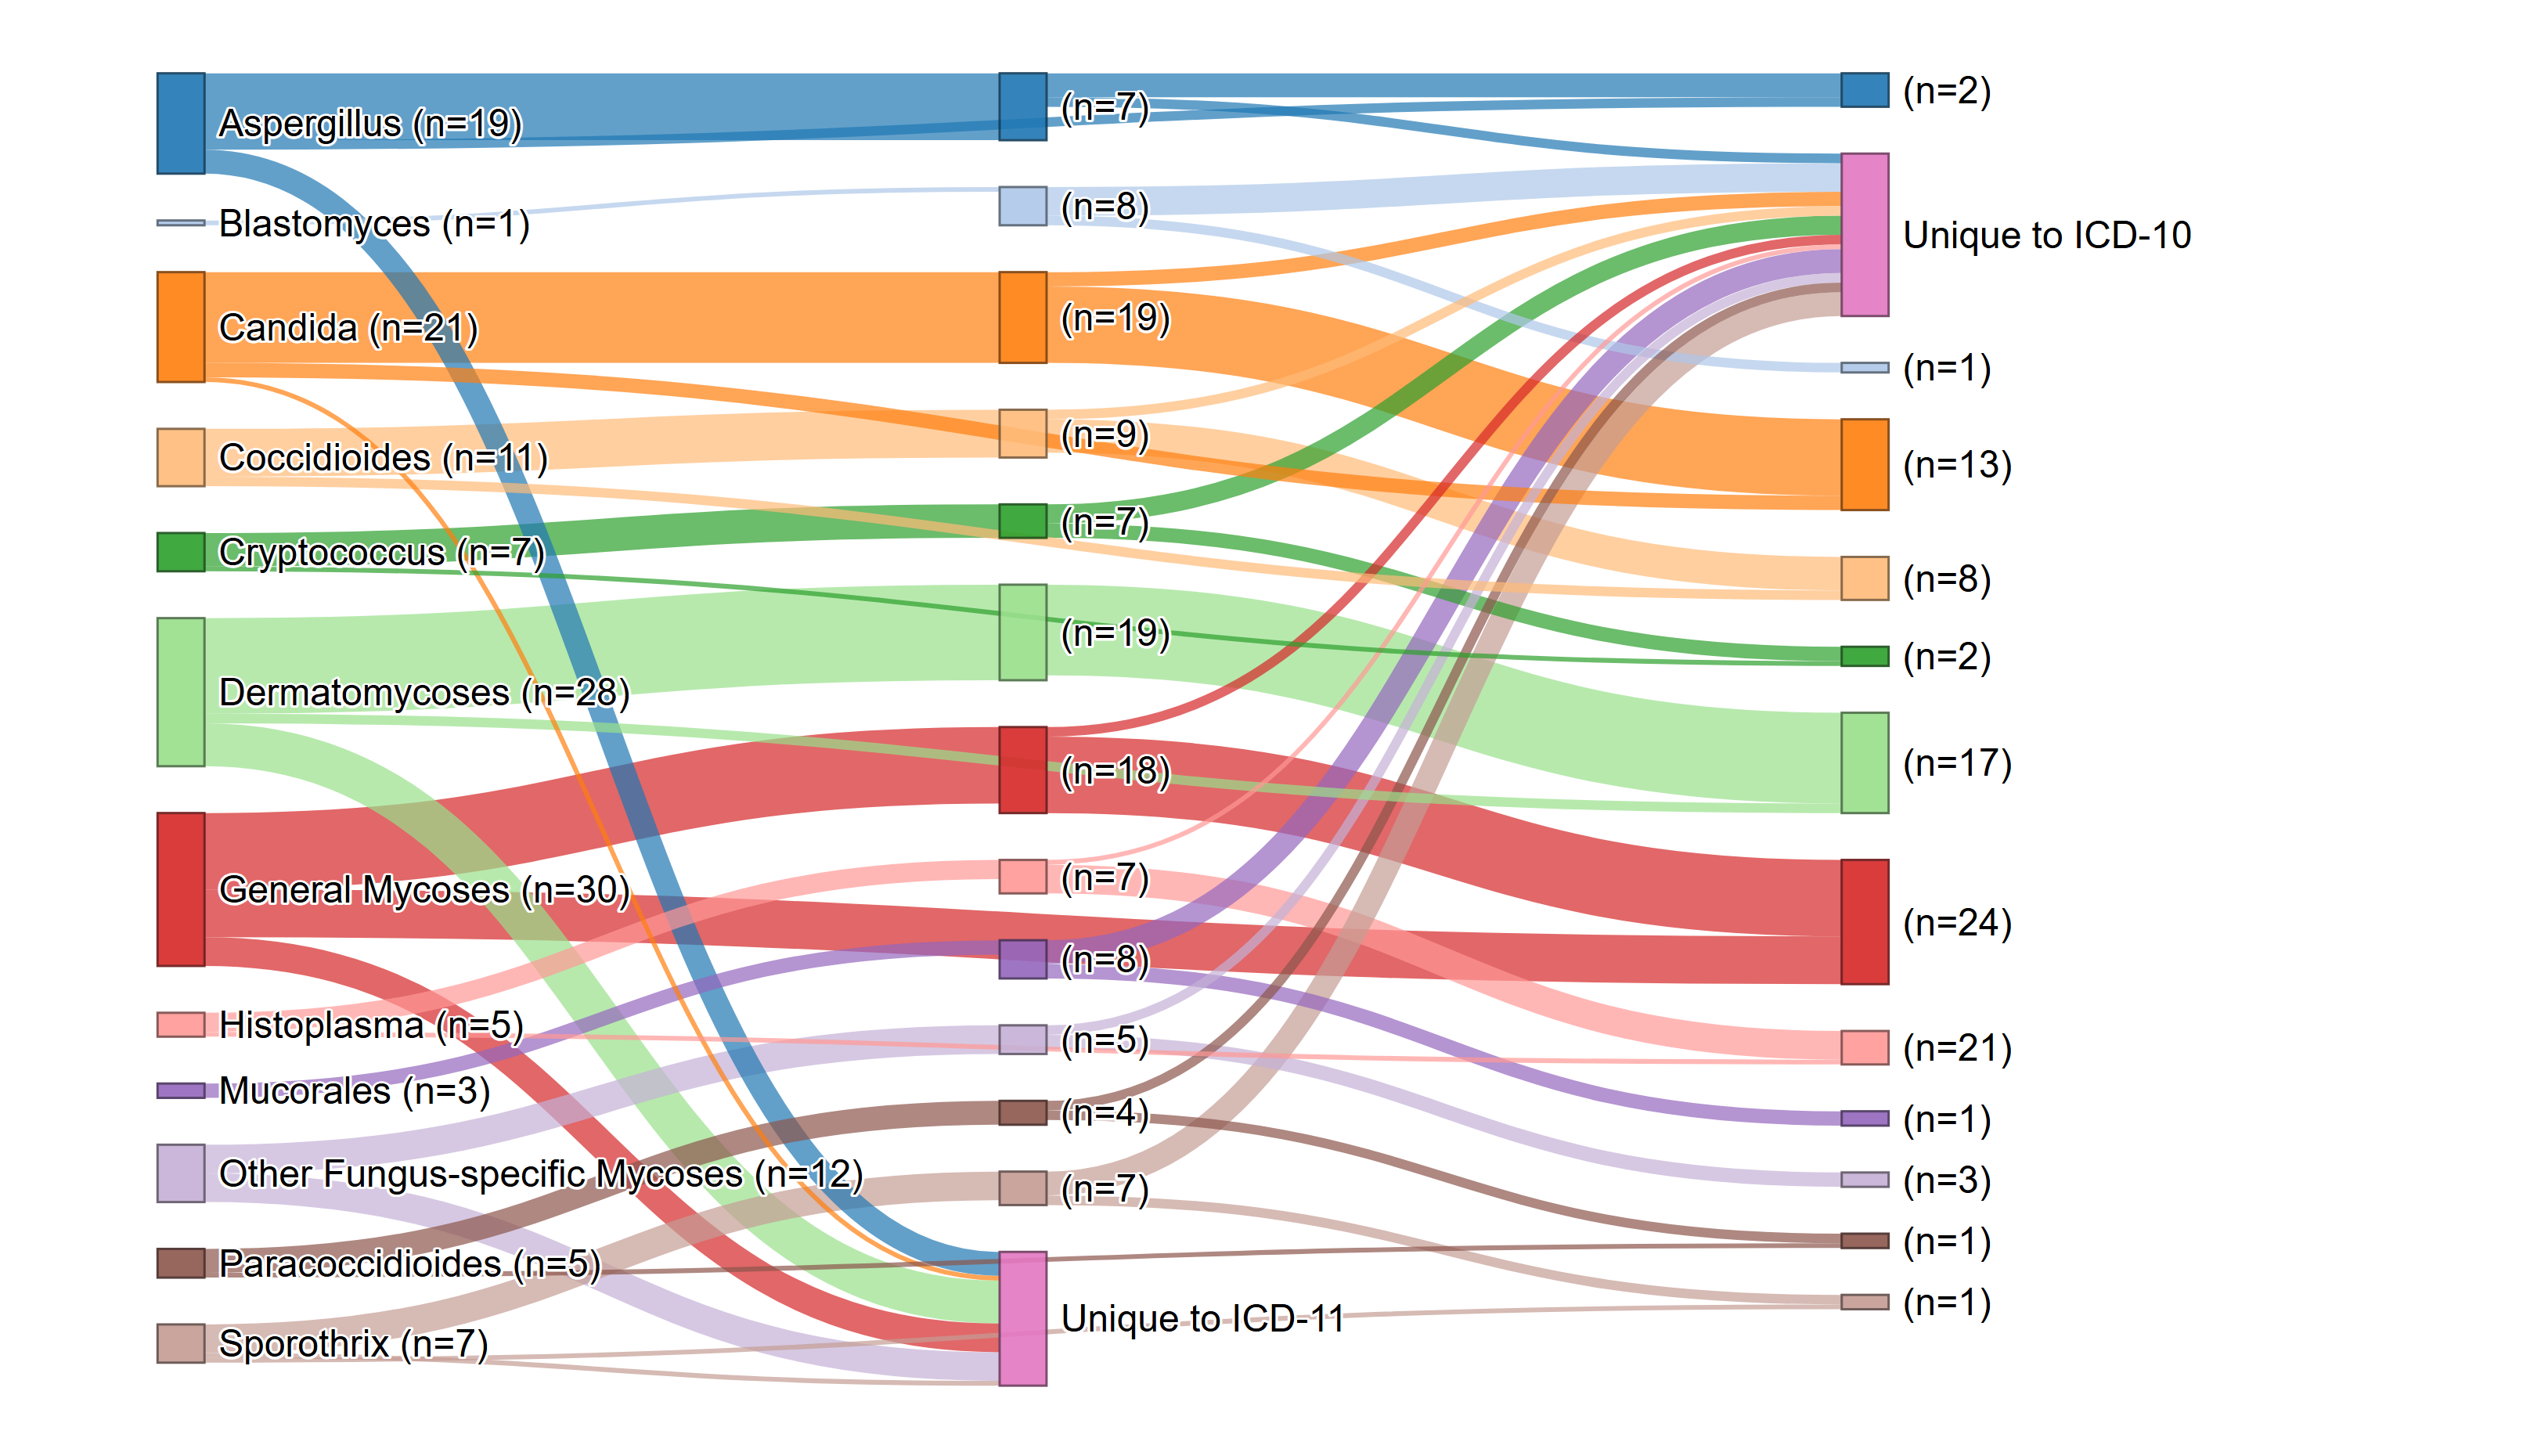 Aspergillus (n=19)
Blastomyces (n=1)
Candida (n=21)
Coccidioides (n=11)
Cryptococcus (n=7)
Dermatomycoses (n=28)
General Mycoses (n=30)
Histoplasma (n=5)
Mucorales (n=3)
Other Fungus-specific Mycoses (n=12)
Paracoccidioides (n=5)
Sporothrix (n=7)
(n=7)
(n=8)
(n=19)
(n=9)
(n=7)
(n=19)
(n=18)
(n=7)
(n=8)
(n=5)
(n=4)
(n=7)
Unique to ICD-11
(n=2)
Unique to ICD-10
(n=1)
(n=13)
(n=8)
(n=2)
(n=17)
(n=24)
(n=21)
(n=1)
(n=3)
(n=1)
(n=1)